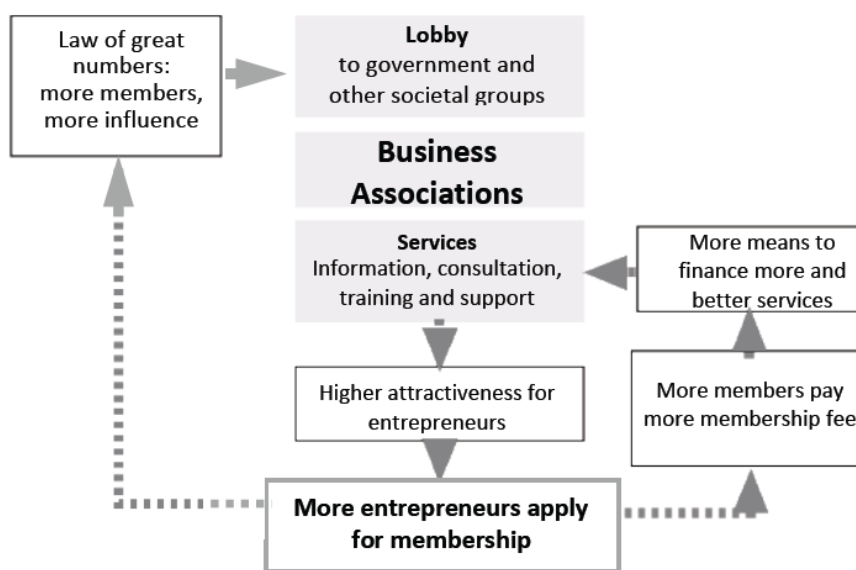 Law of great
numbers:
more members,
more influence
Lobby
to government and
other societal groups
Business
Associations
Services
Information, consultation,
training and support
More means to
finance more and
better services
Higher attractiveness for
entrepreneurs
More members pay
more membership fee
More entrepreneurs apply
for membership